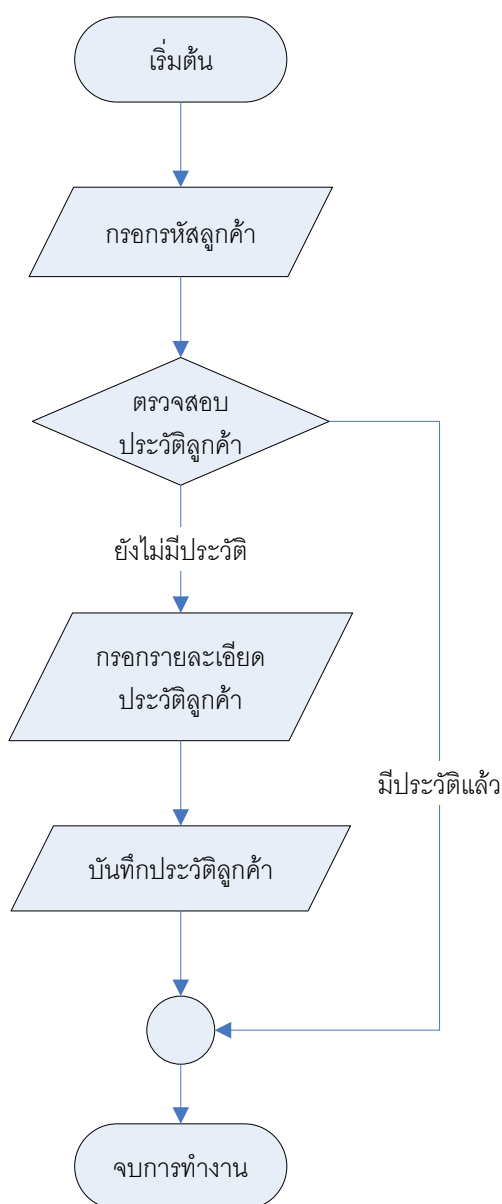 เริ่มต้น
กรอกรหัสลูกค้า
ตรวจสอบ
ประวัติลูกค้า
ยังไม่มีประวัติ
กรอกรายละเอียด
ประวัติลูกค้า
มีประวัติแล้ว
บันทึกประวัติลูกค้า
จบการทำงาน